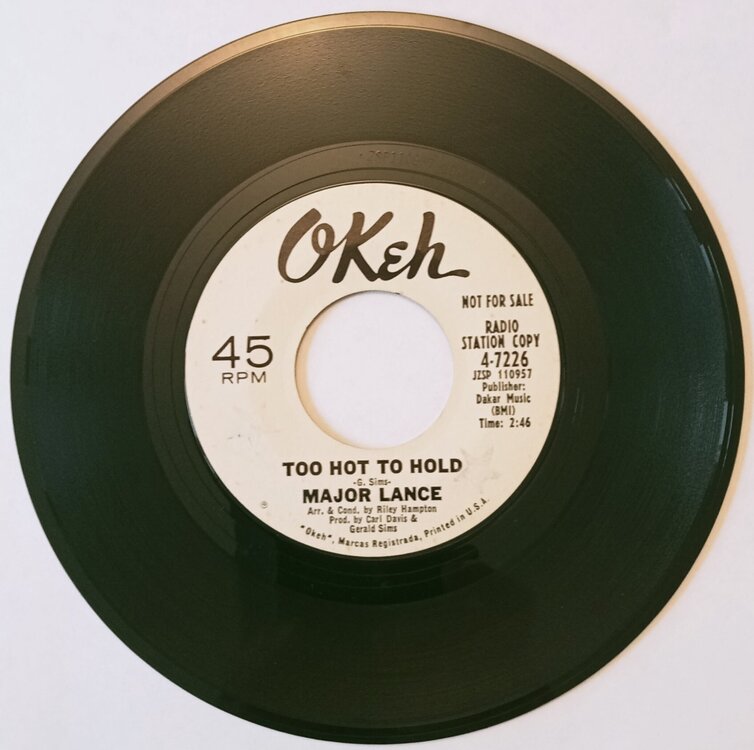 OKeh
NOT FOR SALE
45
RPM
RADIO
STATION COPY
4-7226
JZSP 110957
Publisher:
Dakar Music
(BMI)
Time: 2:46
TOO HOT TO HOLD
-G. Sims-
MAJOR LANCE
Arr. & Cond. by Riley Hampton
Prod. by Carl Davis &
Gerald Sims
"Okeh", Marcas Registrada, Printed in U.S.A.